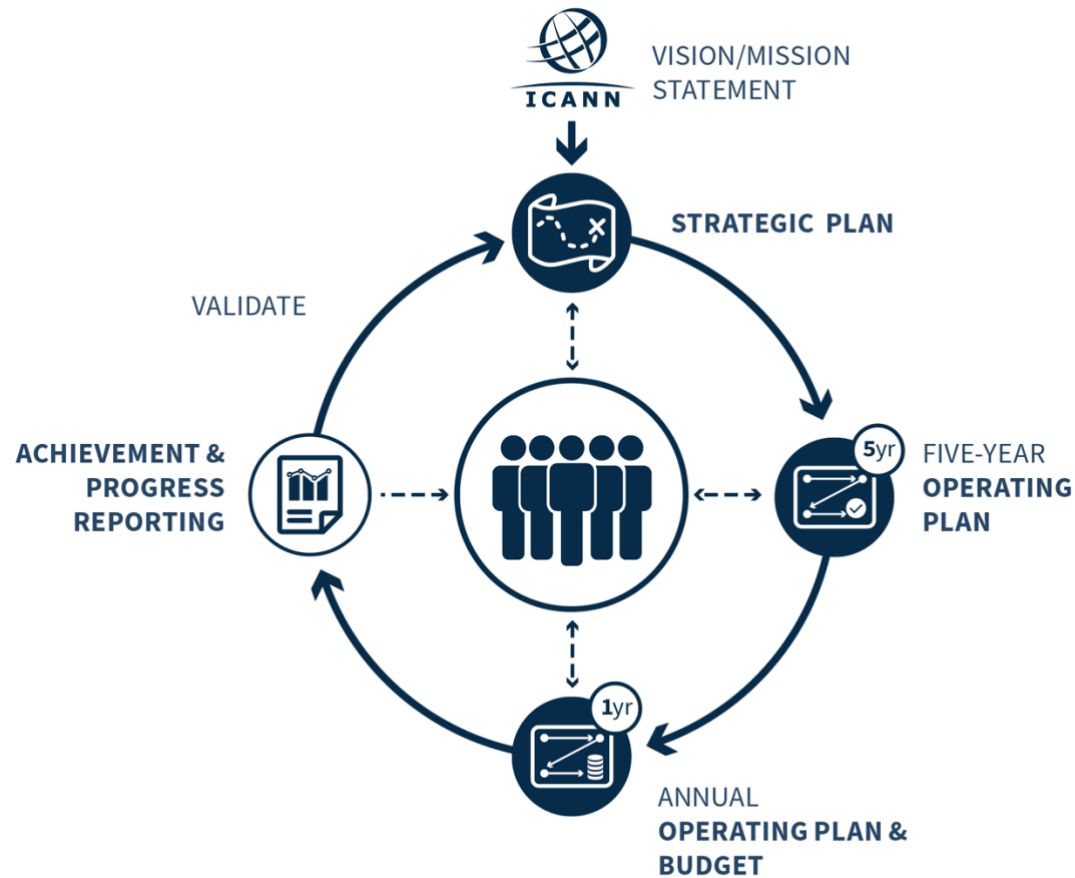 ICANN
VISION/MISSION
STATEMENT
STRATEGIC PLAN
VALIDATE
ACHIEVEMENT &
PROGRESS
REPORTING
5yr
FIVE-YEAR
OPERATING
PLAN
1yr
ANNUAL
OPERATING PLAN &
BUDGET